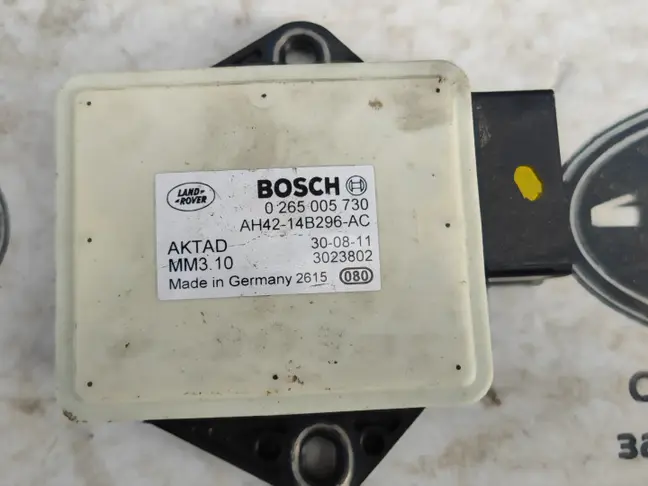 LAND-
ROVER
BOSCH
0 265 005 730
AH42-14B296-AC
AKTAD 30-08-11
MM3.10 3023802
Made in Germany 2615 080